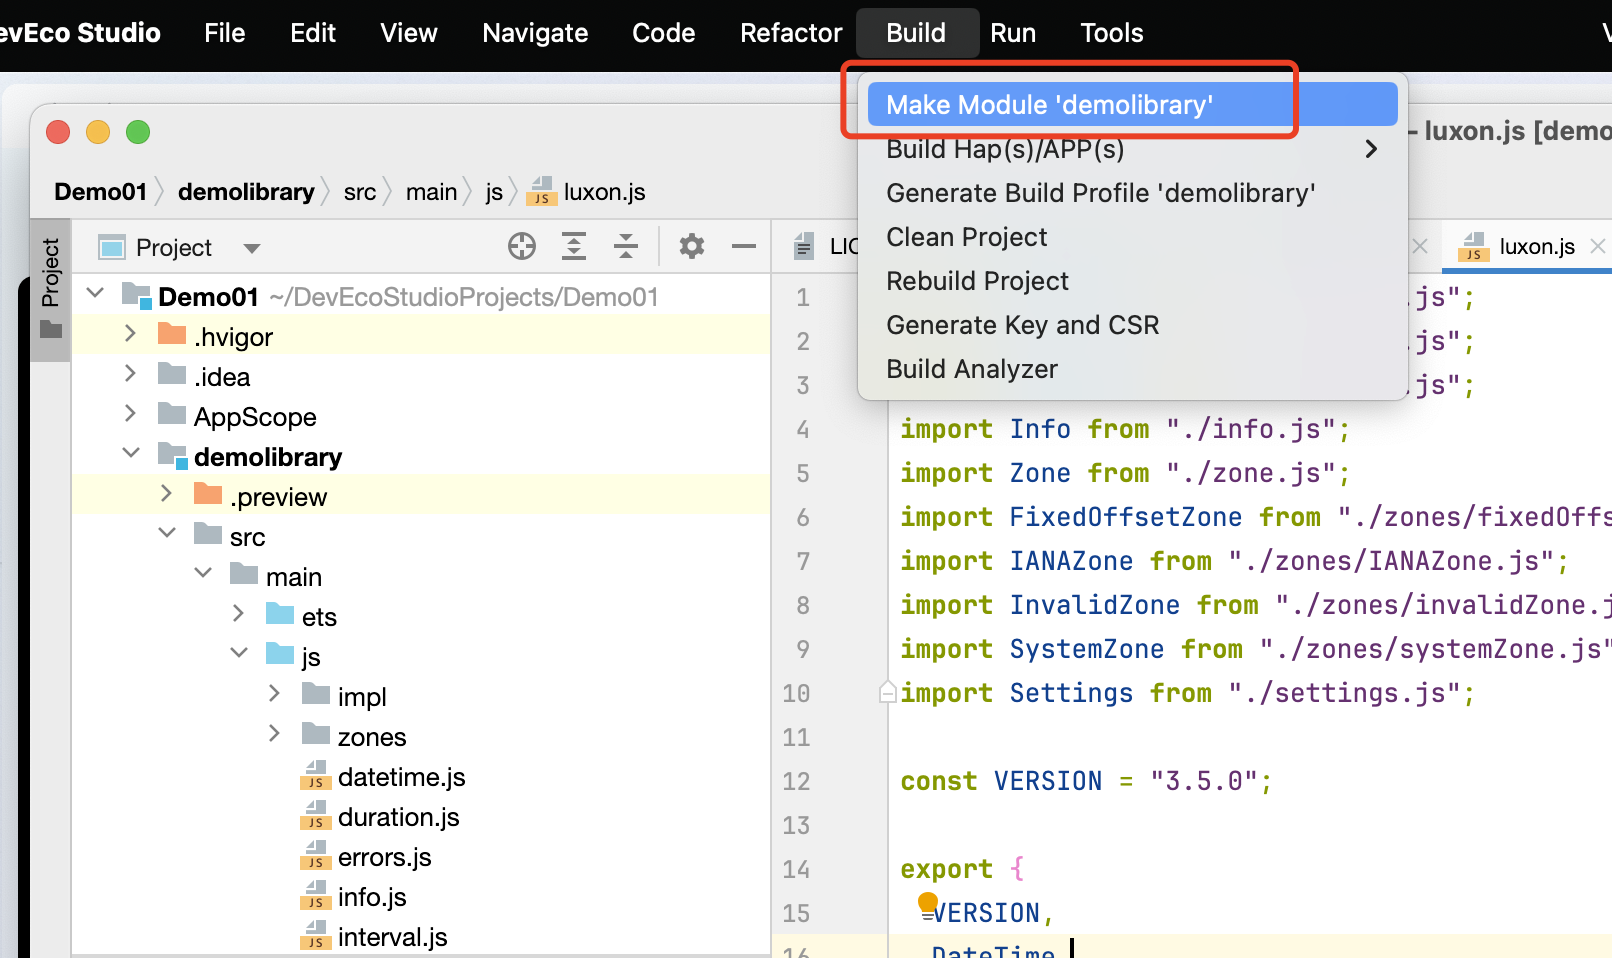 evEco Studio File Edit View Navigate Code Refactor Build Run Tools
Make Module 'demolibrary'
Build Hap(s)/APP(s)
Generate Build Profile 'demolibrary'
Clean Project
Rebuild Project
Generate Key and CSR
Build Analyzer
– luxon.js [demo
Demo01 demolibrary src main js luxon.js
Project
Project
LIC
luxon.js
Demo01 ~/DevEcoStudioProjects/Demo01
.hvigor
.idea
AppScope
demolibrary
.preview
src
main
ets
js
impl
zones
JS datetime.js
JS duration.js
JS errors.js
JS info.js
JS interval.js
1 .js";
2 .js";
3 .js";
4 import Info from "./info.js";
5 import Zone from "./zone.js";
6 import FixedOffsetZone from "./zones/fixedOffs
7 import IANAZone from "./zones/IANAZone.js";
8 import InvalidZone from "./zones/invalidZone.j
9 import SystemZone from "./zones/systemZone.js"
10 import Settings from "./settings.js";
11
12 const VERSION = "3.5.0";
13
14 export {
15 VERSION,
16 DateTime